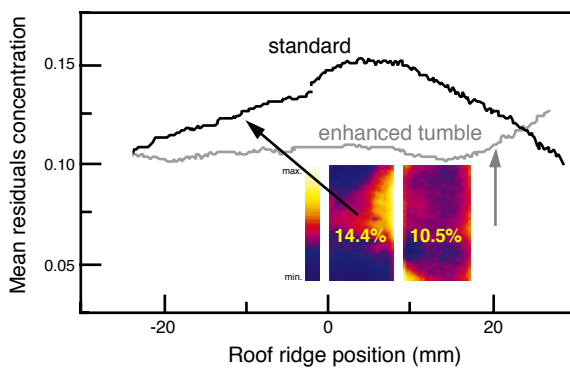 standard
0.15
Mean residuals concentration
enhanced tumble
0.10
max.
14.4%
10.5%
0.05
min.
-20
0
20
Roof ridge position (mm)